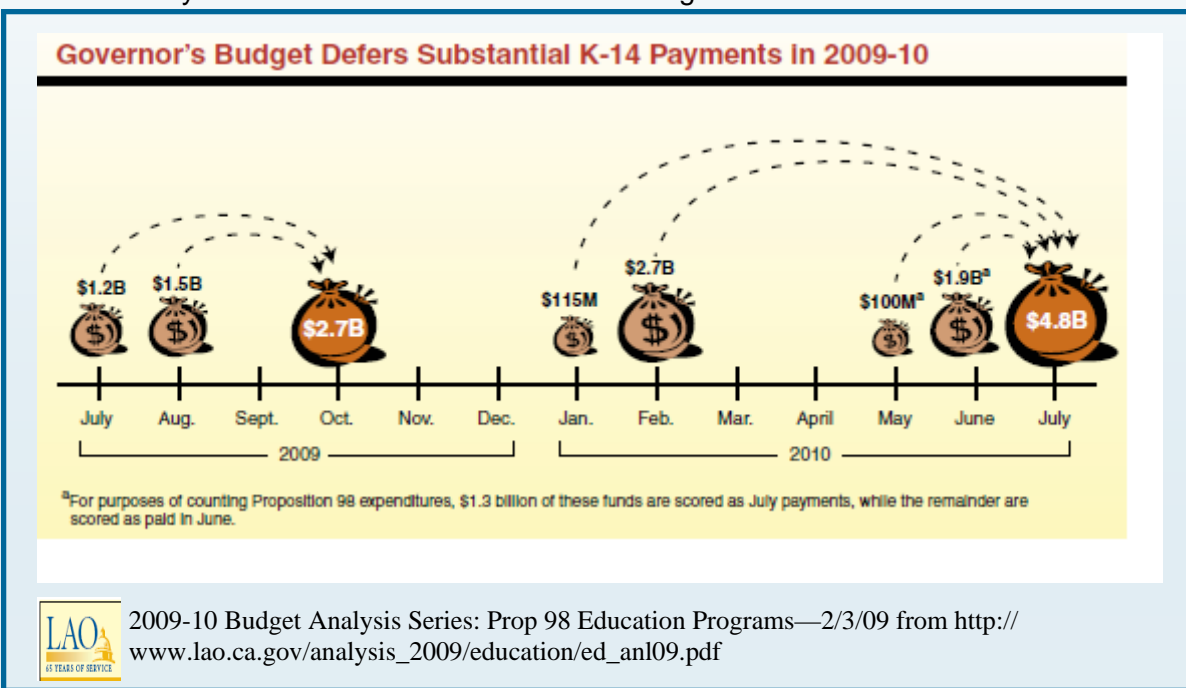 Governor's Budget Defers Substantial K-14 Payments in 2009-10
$1.2B
$1.5B
$2.7B
$115M
$2.7B
$100Mª
$1.9Bª
$4.8B
July Aug. Sept. Oct. Nov. Dec. Jan. Feb. Mar. April May June July
2009 2010
ªFor purposes of counting Proposition 98 expenditures, $1.3 billion of these funds are scored as July payments, while the remainder are
scored as paid in June.
LAO
65 YEARS OF SERVICE
2009-10 Budget Analysis Series: Prop 98 Education Programs—2/3/09 from http://
www.lao.ca.gov/analysis_2009/education/ed_anl09.pdf